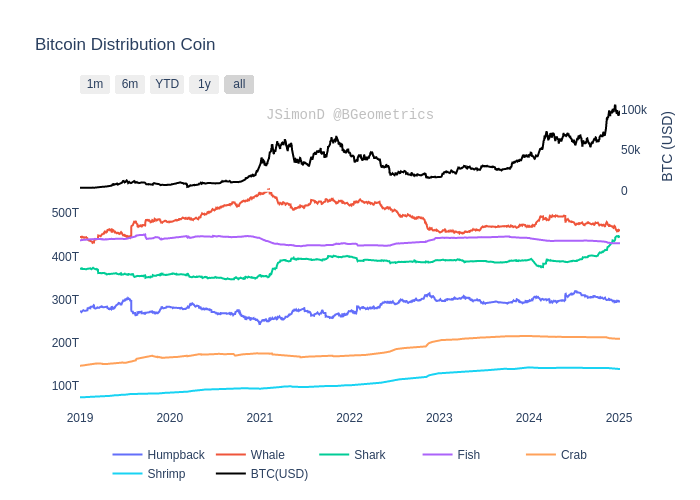 Bitcoin Distribution Coin
1m 6m YTD 1y all
JSimonD @BGeometrics
100k
50k
0
BTC (USD)
500T
400T
300T
200T
100T
2019 2020 2021 2022 2023 2024 2025
Humpback Whale Shark Fish Crab
Shrimp BTC(USD)